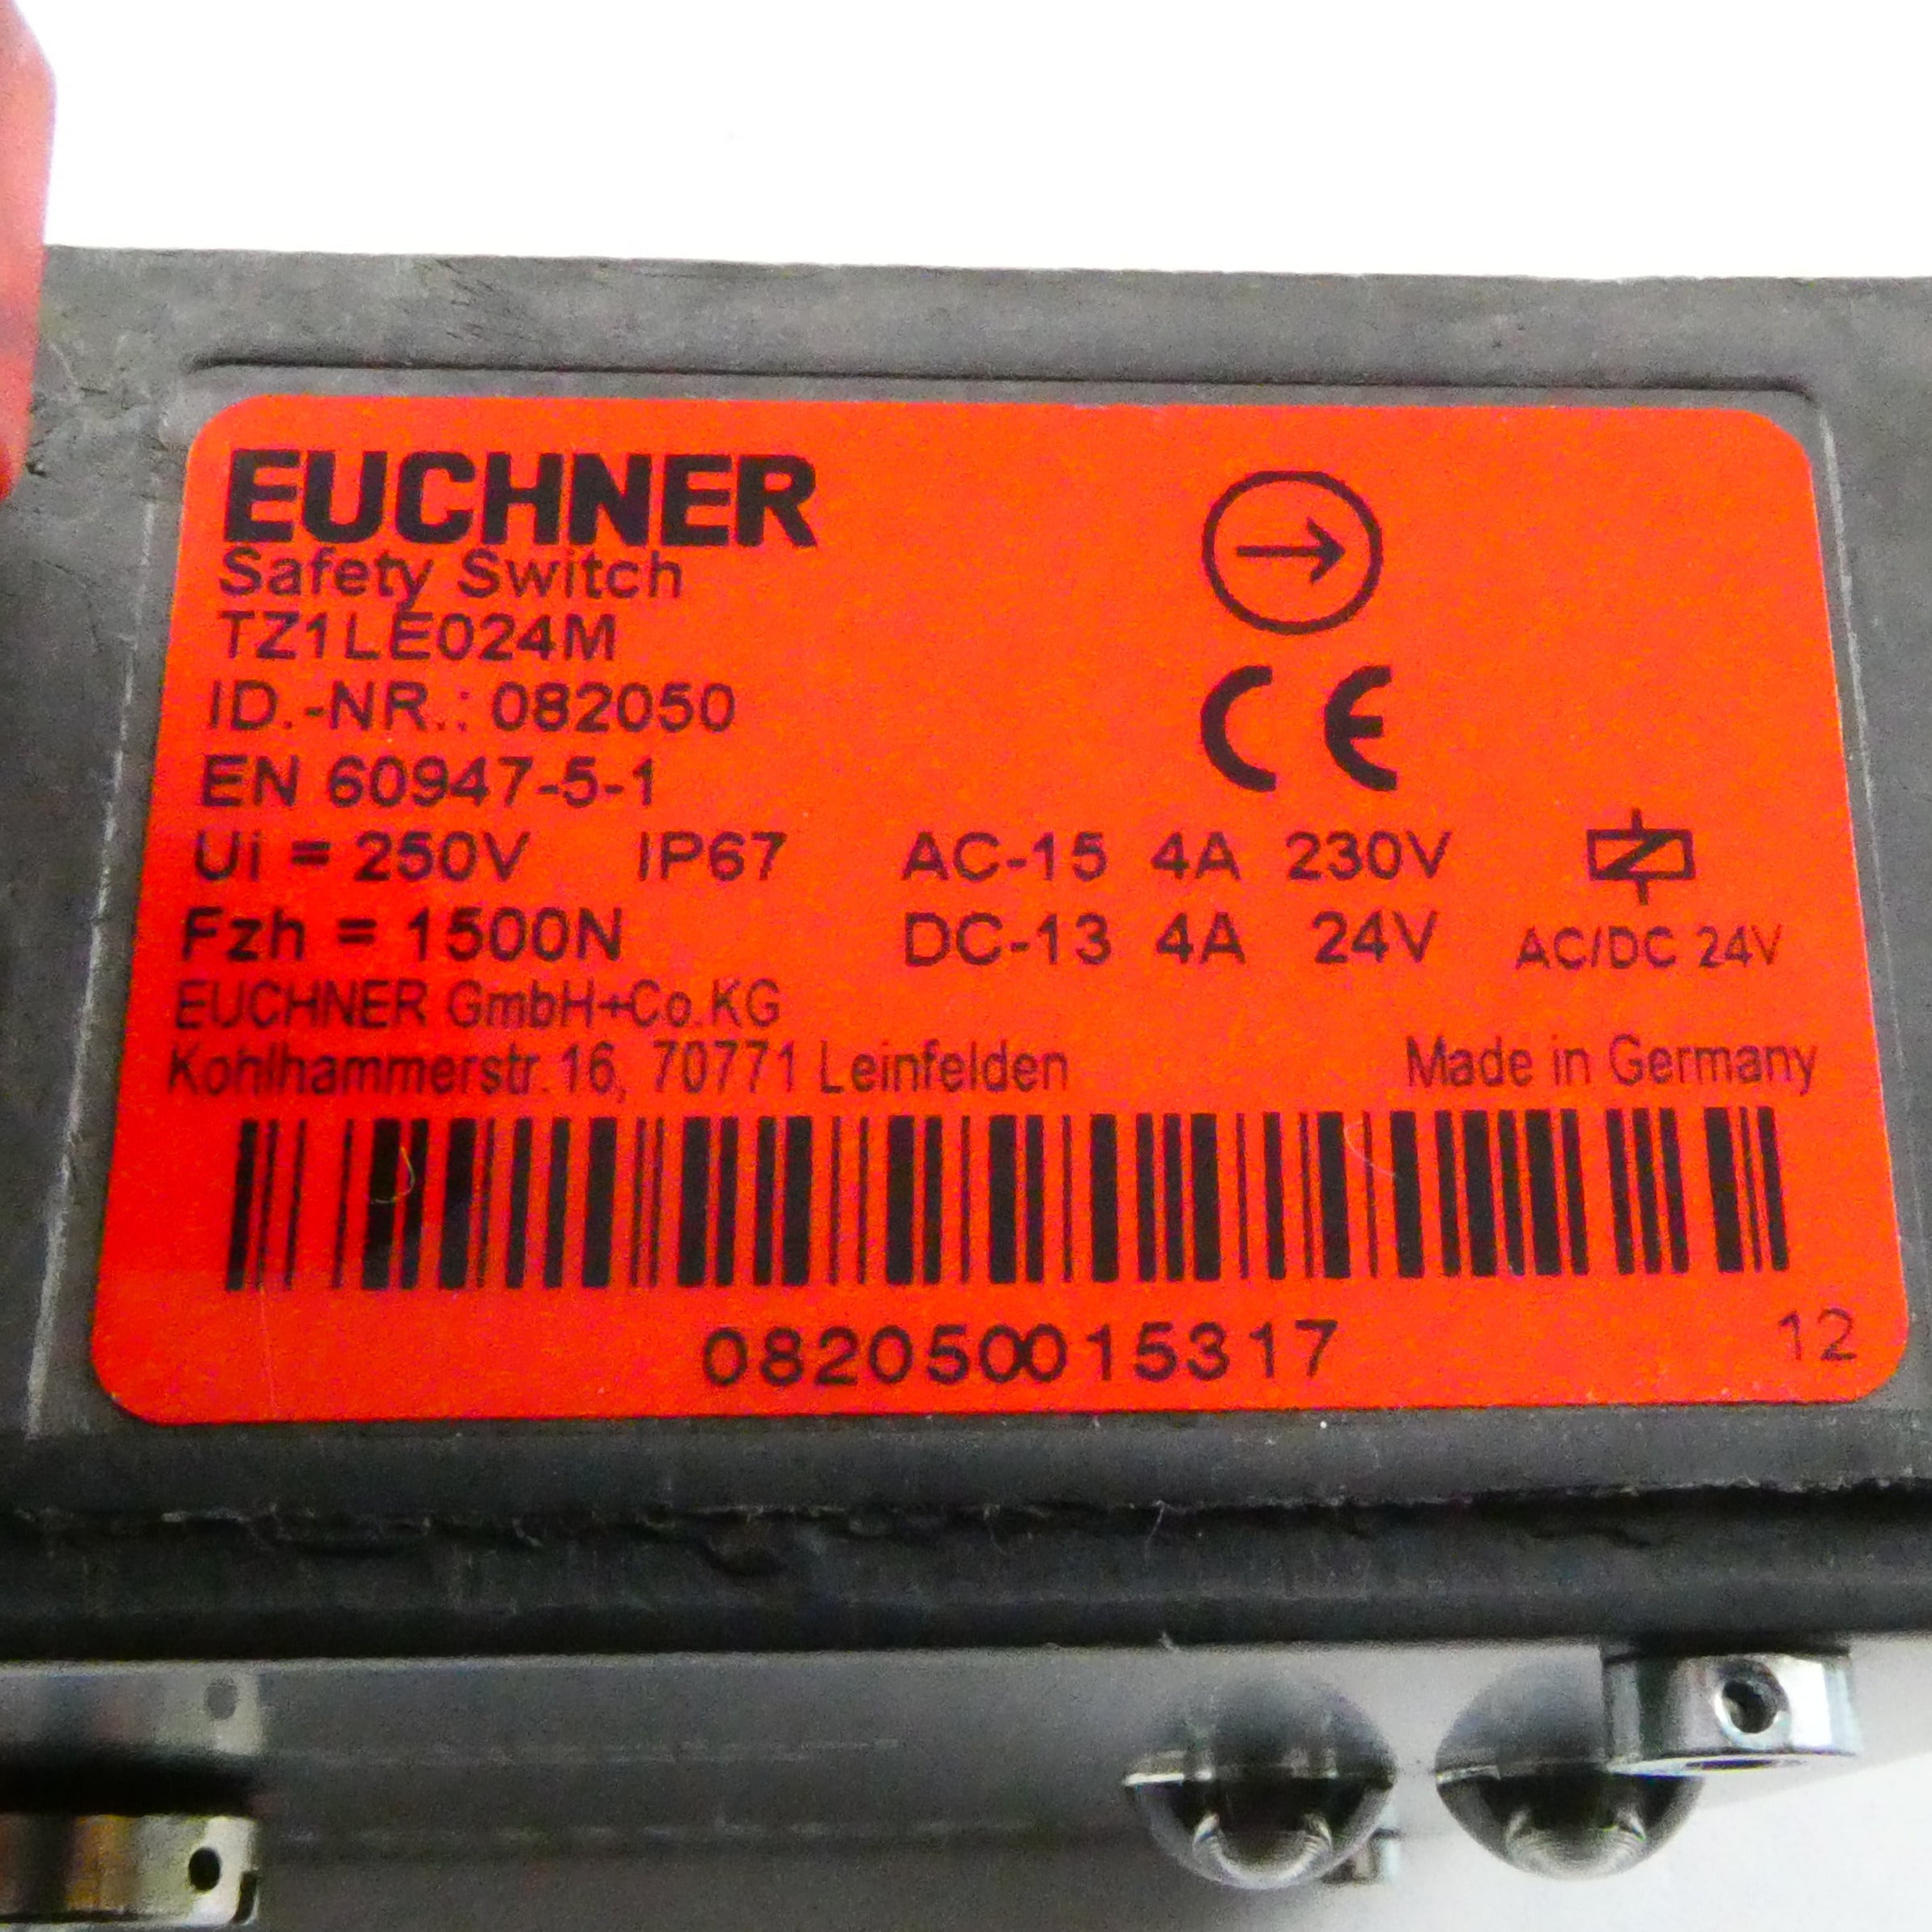 EUCHNER
Safety Switch
TZ1LE024M
ID.-NR.: 082050
EN 60947-5-1
CE
Ui = 250V IP67 AC-15 4A 230V
Fzh = 1500N DC-13 4A 24V AC/DC 24V
EUCHNER GmbH+Co.KG
Kohlhammerstr.16, 70771 Leinfelden Made in Germany
082050015317
12